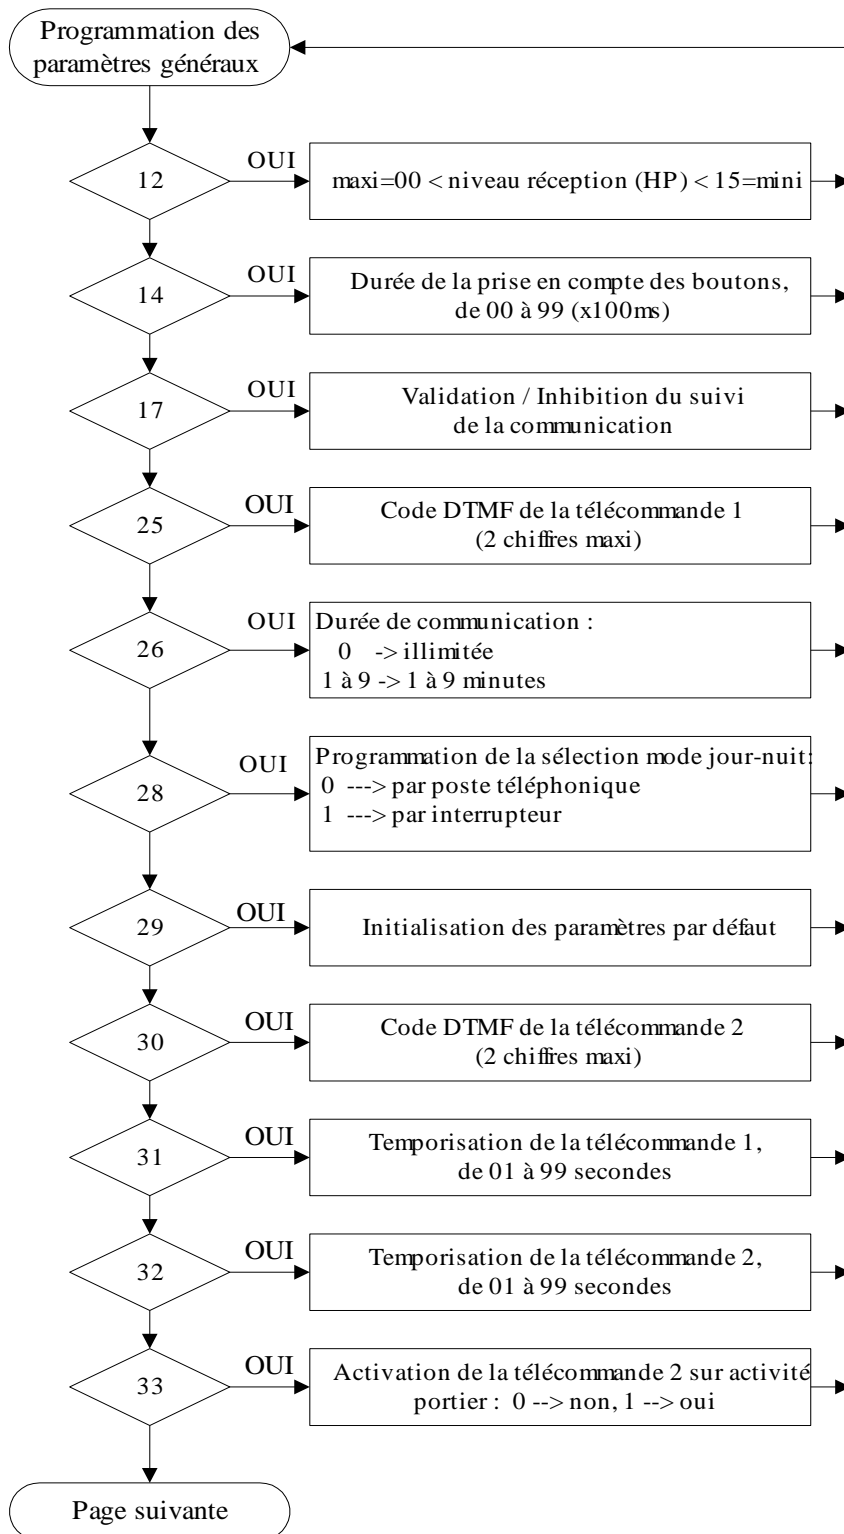 Programmation des
paramètres généraux
12
OUI
maxi=00 < niveau réception (HP) < 15=mini
14
OUI
Durée de la prise en compte des boutons,
de 00 à 99 (x100ms)
17
OUI
Validation / Inhibition du suivi
de la communication
25
OUI
Code DTMF de la télécommande 1
(2 chiffres maxi)
26
OUI
Durée de communication :
0 -> illimitée
1 à 9 -> 1 à 9 minutes
28
OUI
Programmation de la sélection mode jour-nuit:
0 ---> par poste téléphonique
1 ---> par interrupteur
29
OUI
Initialisation des paramètres par défaut
30
OUI
Code DTMF de la télécommande 2
(2 chiffres maxi)
31
OUI
Temporisation de la télécommande 1,
de 01 à 99 secondes
32
OUI
Temporisation de la télécommande 2,
de 01 à 99 secondes
33
OUI
Activation de la télécommande 2 sur activité
portier : 0 --> non, 1 --> oui
Page suivante